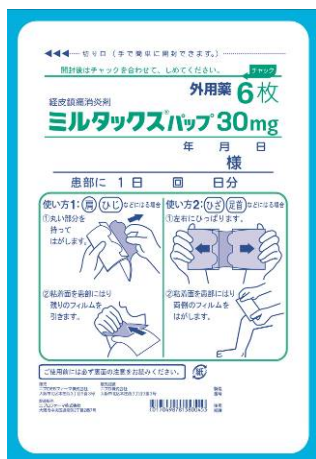 ◀◀◀ 切り口 (手で簡単に開封できます。)
開封後はチャックを合わせて、しめてください。 チャック
外用薬 6枚
経皮鎮痛消炎剤
ミルタックス®パップ30mg
年 月 日
様
患部に 1日 回 日分
使い方1:肩 ひじ などにはる場合
①丸い部分を
持って
はがします。
②粘着面を患部にはり
残りのフィルムを
引きます。
使い方2:ひざ 足首 などにはる場合
①左右にひっぱります。
②粘着面を患部にはり
両側のフィルムを
はがします。
ご使用前には必ず裏面の注意をお読みください。